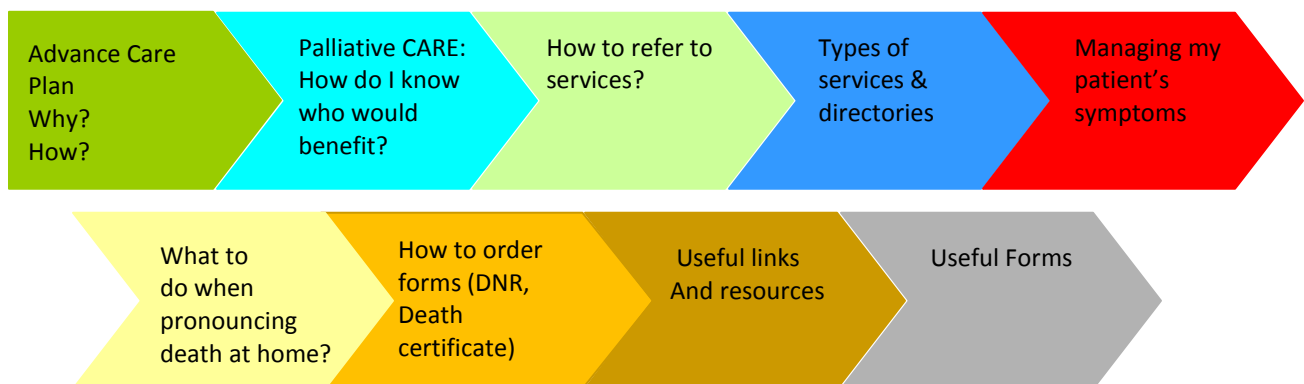 Advance Care
Plan
Why?
How?
Palliative CARE:
How do I know
who would
benefit?
How to refer to
services?
Types of
services &
directories
Managing my
patient's
symptoms
What to
do when
pronouncing
death at home?
How to order
forms (DNR,
Death
certificate)
Useful links
And resources
Useful Forms